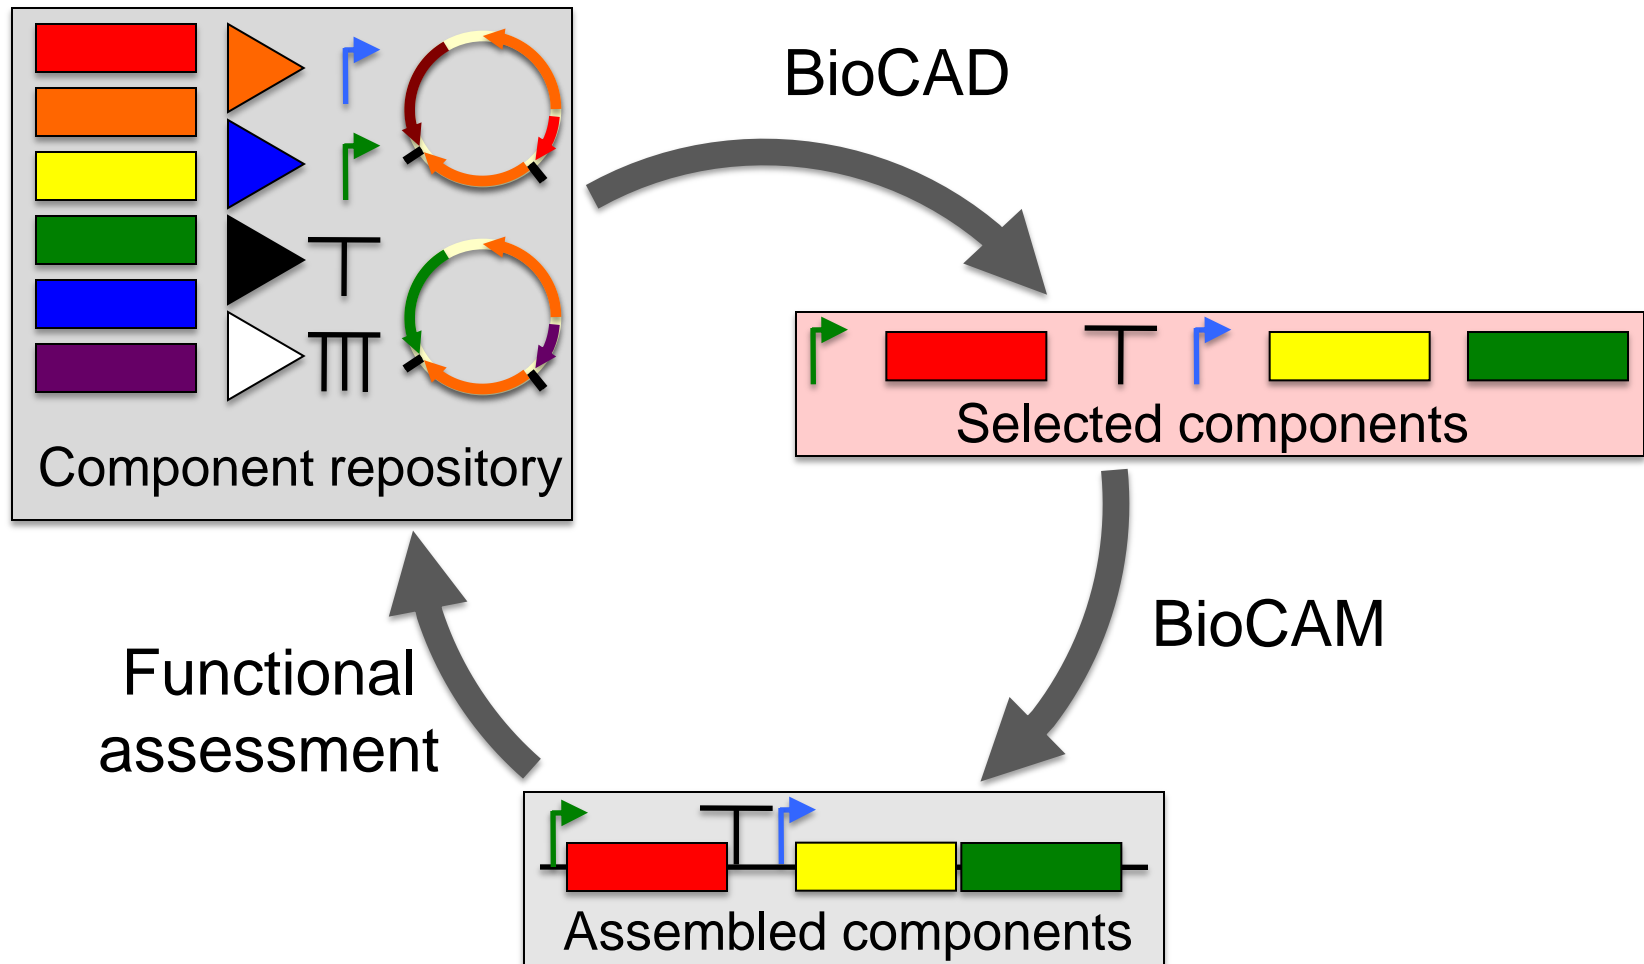 BioCAD
Component repository
Selected components
BioCAM
Functional
assessment
Assembled components